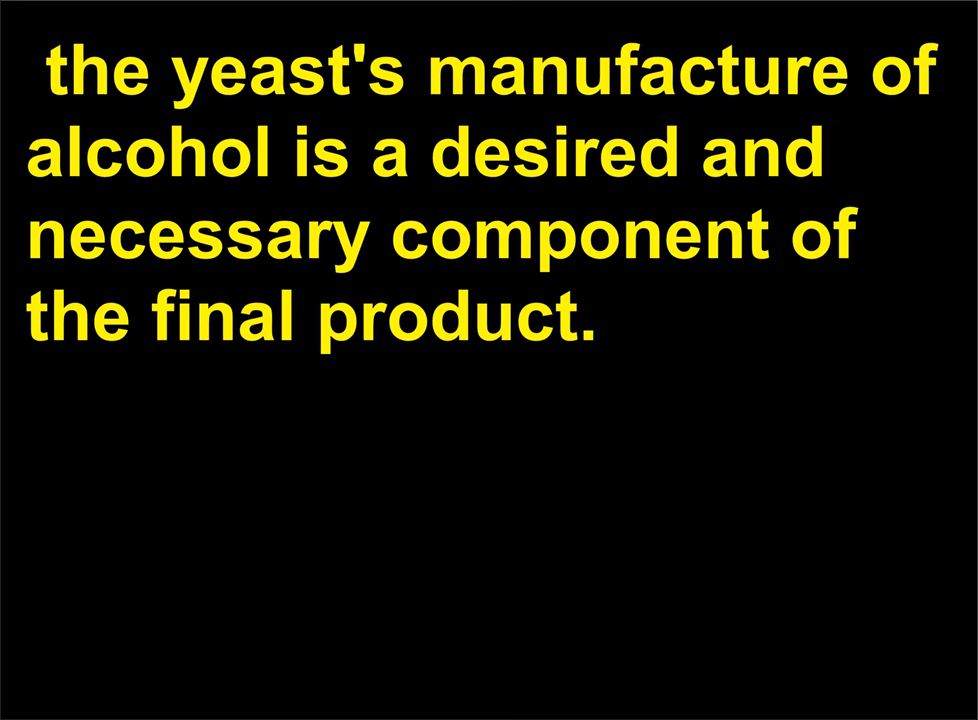 the yeast's manufacture of
alcohol is a desired and
necessary component of
the final product.